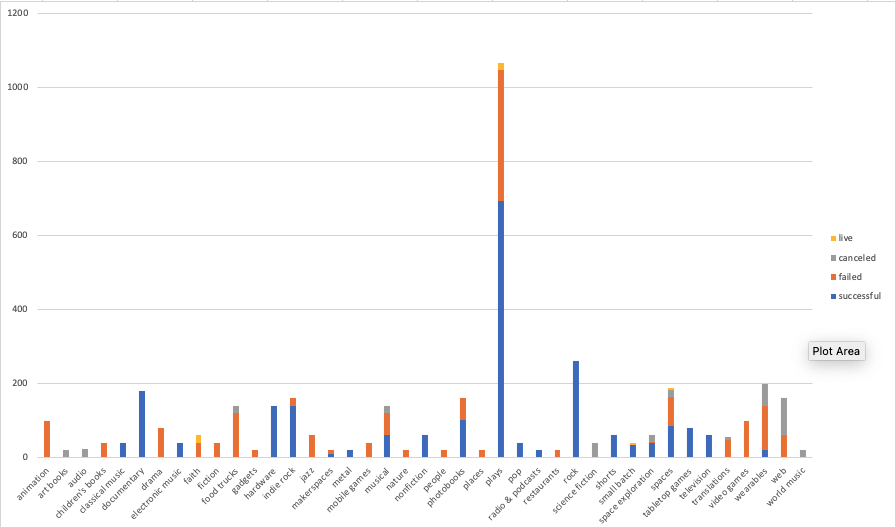 1200
1000
800
600
400
200
0
live
canceled
failed
successful
Plot Area
animation
art books
audio
children's books
classical music
documentary
drama
electronic music
faith
fiction
food trucks
gadgets
hardware
indie rock
jazz
makerspaces
metal
mobile games
musical
nature
nonfiction
people
photobooks
places
plays
pop
radio & podcasts
restaurants
rock
science fiction
shorts
small batch
space exploration
spaces
tabletop games
television
translations
video games
wearables
web
world music